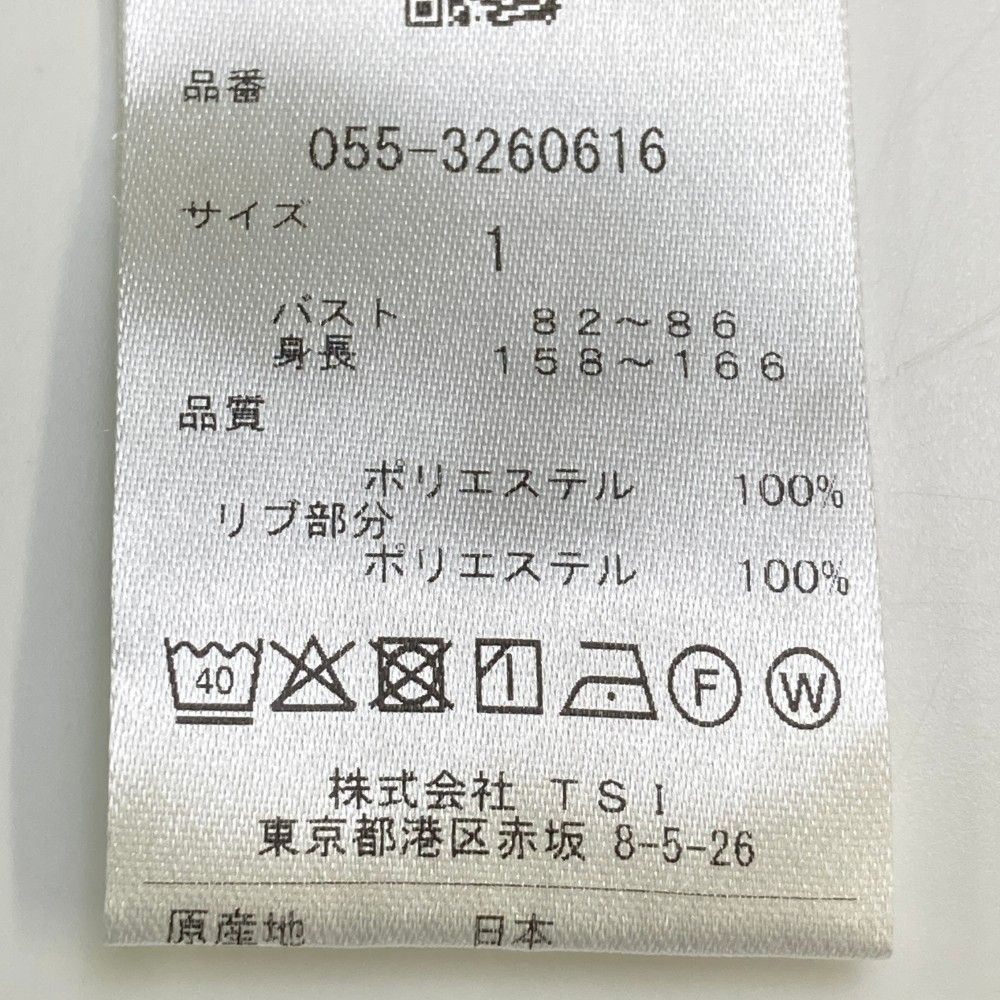 品番
055-3260616
サイズ
1
バスト 82～86
身長 158～166
品質
ポリエステル 100%
リブ部分
ポリエステル 100%
40 F W
株式会社 TSI
東京都港区赤坂 8-5-26
原産地 日本